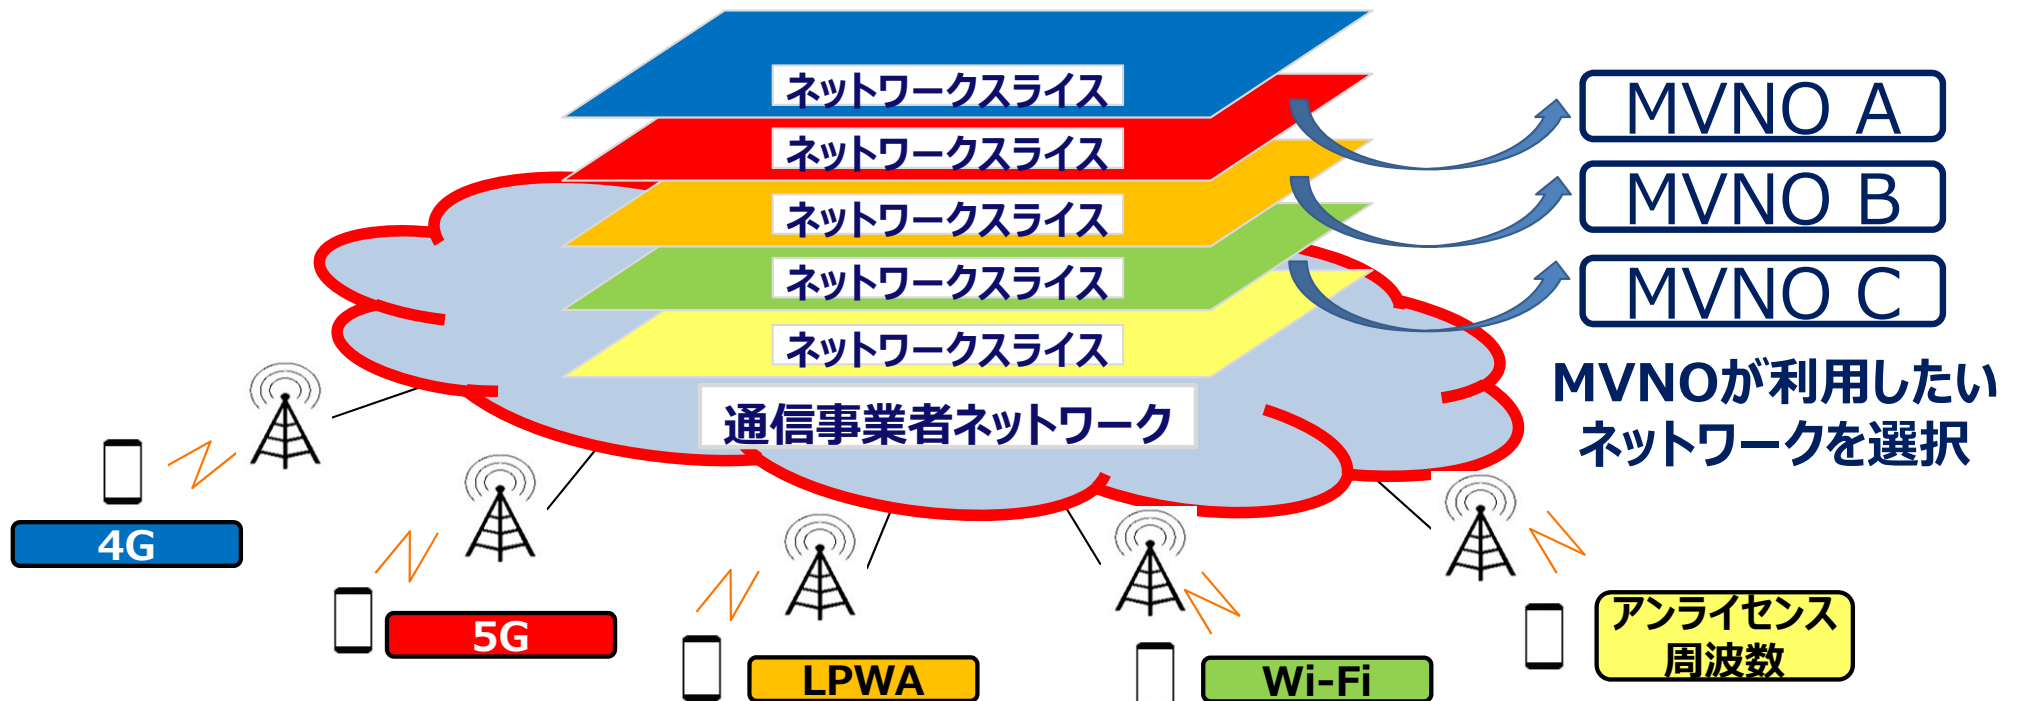 ネットワークスライス
ネットワークスライス
ネットワークスライス
ネットワークスライス
ネットワークスライス
通信事業者ネットワーク
MVNO A
MVNO B
MVNO C
MVNOが利用したい
ネットワークを選択
4G
5G
LPWA
Wi-Fi
アンライセンス
周波数